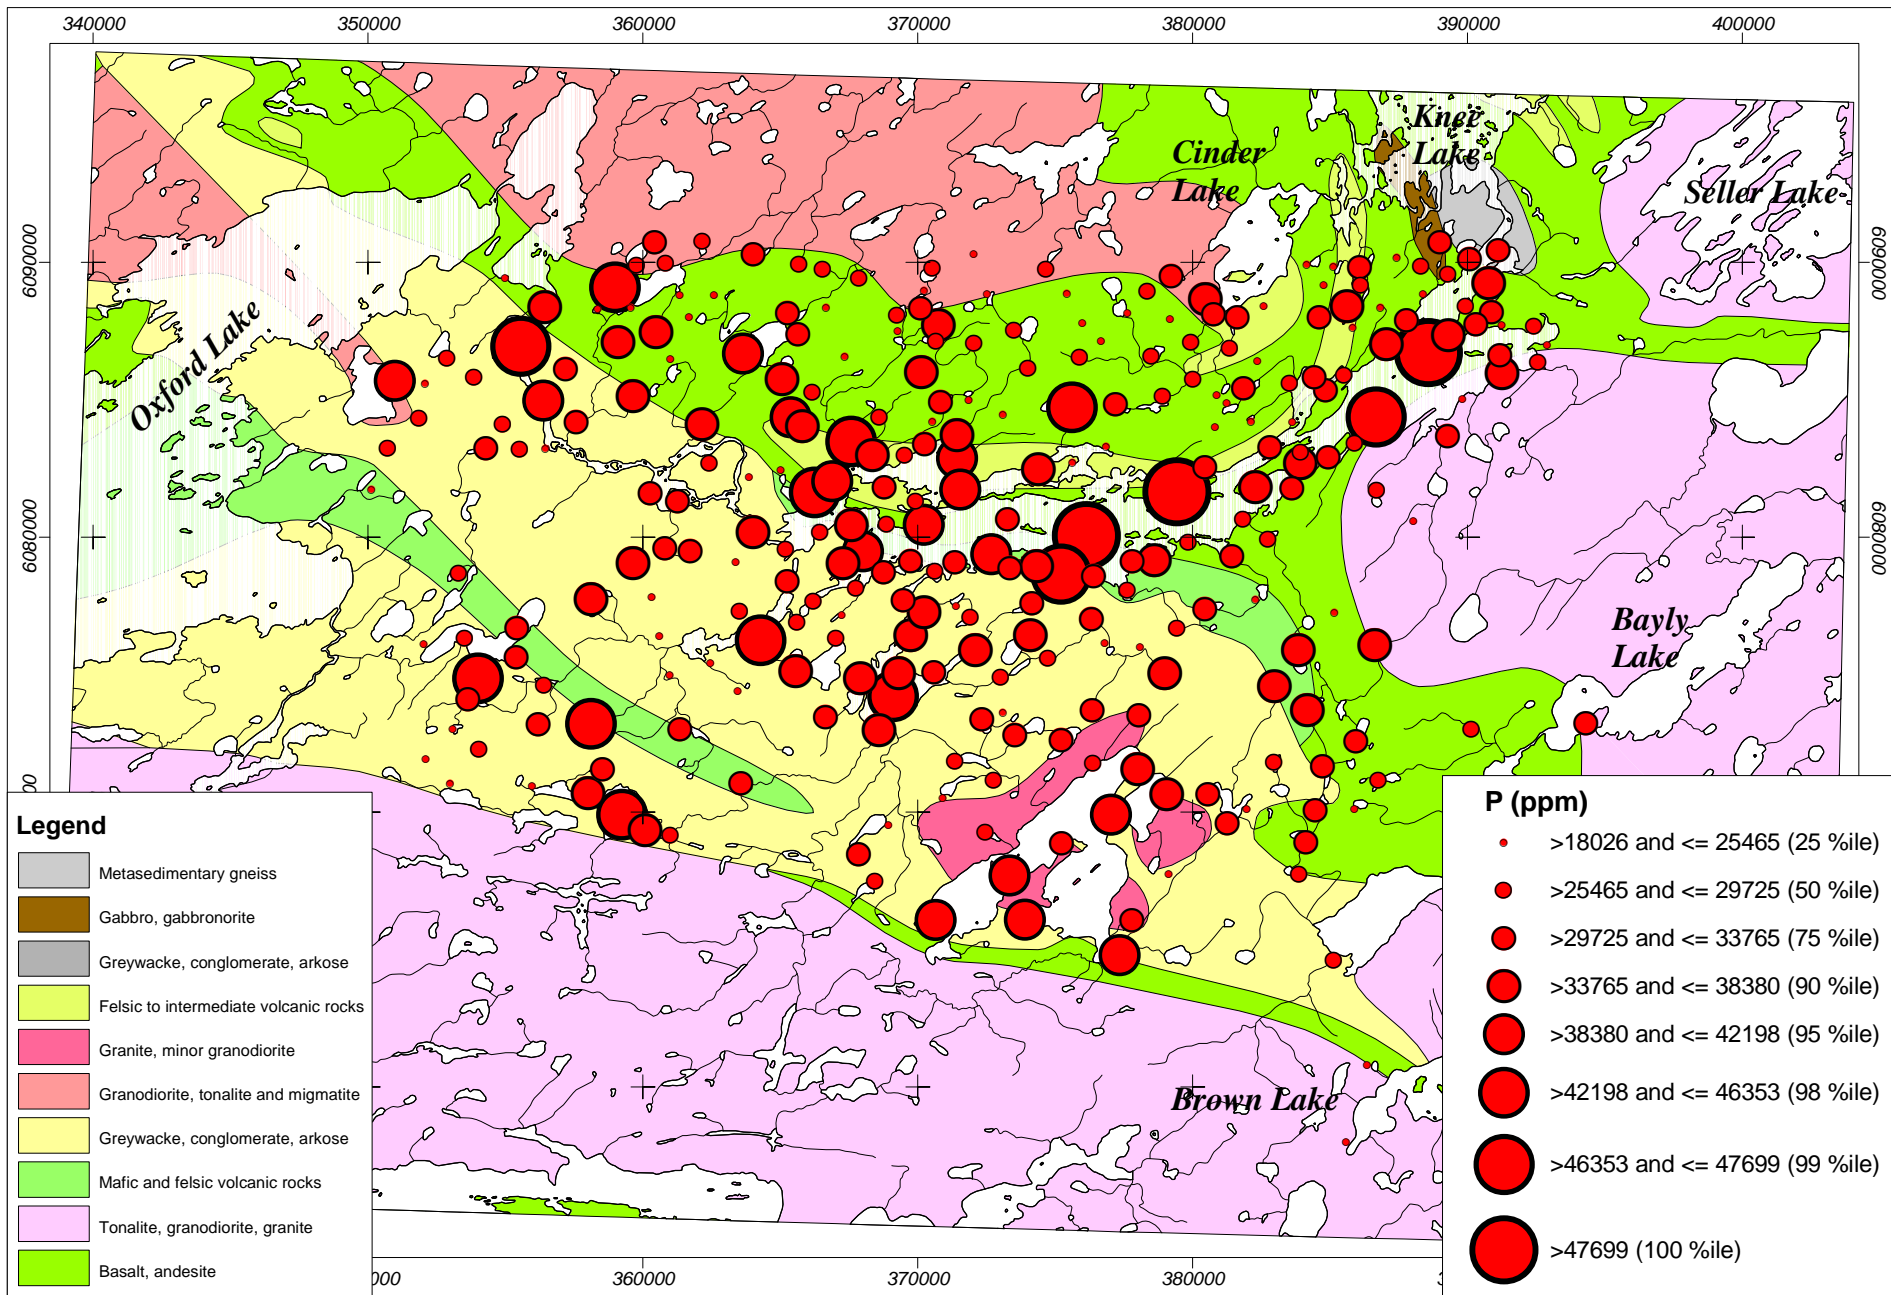 340000 350000 360000 370000 380000 390000 400000
6090000
6090000
Knee
Lake
Cinder
Lake
Seller Lake
Oxford Lake
6080000
6080000
Bayly
Lake
Brown Lake
Legend
Metasedimentary gneiss
Gabbro, gabbronorite
Greywacke, conglomerate, arkose
Felsic to intermediate volcanic rocks
Granite, minor granodiorite
Granodiorite, tonalite and migmatite
Greywacke, conglomerate, arkose
Mafic and felsic volcanic rocks
Tonalite, granodiorite, granite
Basalt, andesite
P (ppm)
>18026 and <= 25465 (25 %ile)
>25465 and <= 29725 (50 %ile)
>29725 and <= 33765 (75 %ile)
>33765 and <= 38380 (90 %ile)
>38380 and <= 42198 (95 %ile)
>42198 and <= 46353 (98 %ile)
>46353 and <= 47699 (99 %ile)
>47699 (100 %ile)
360000 370000 380000